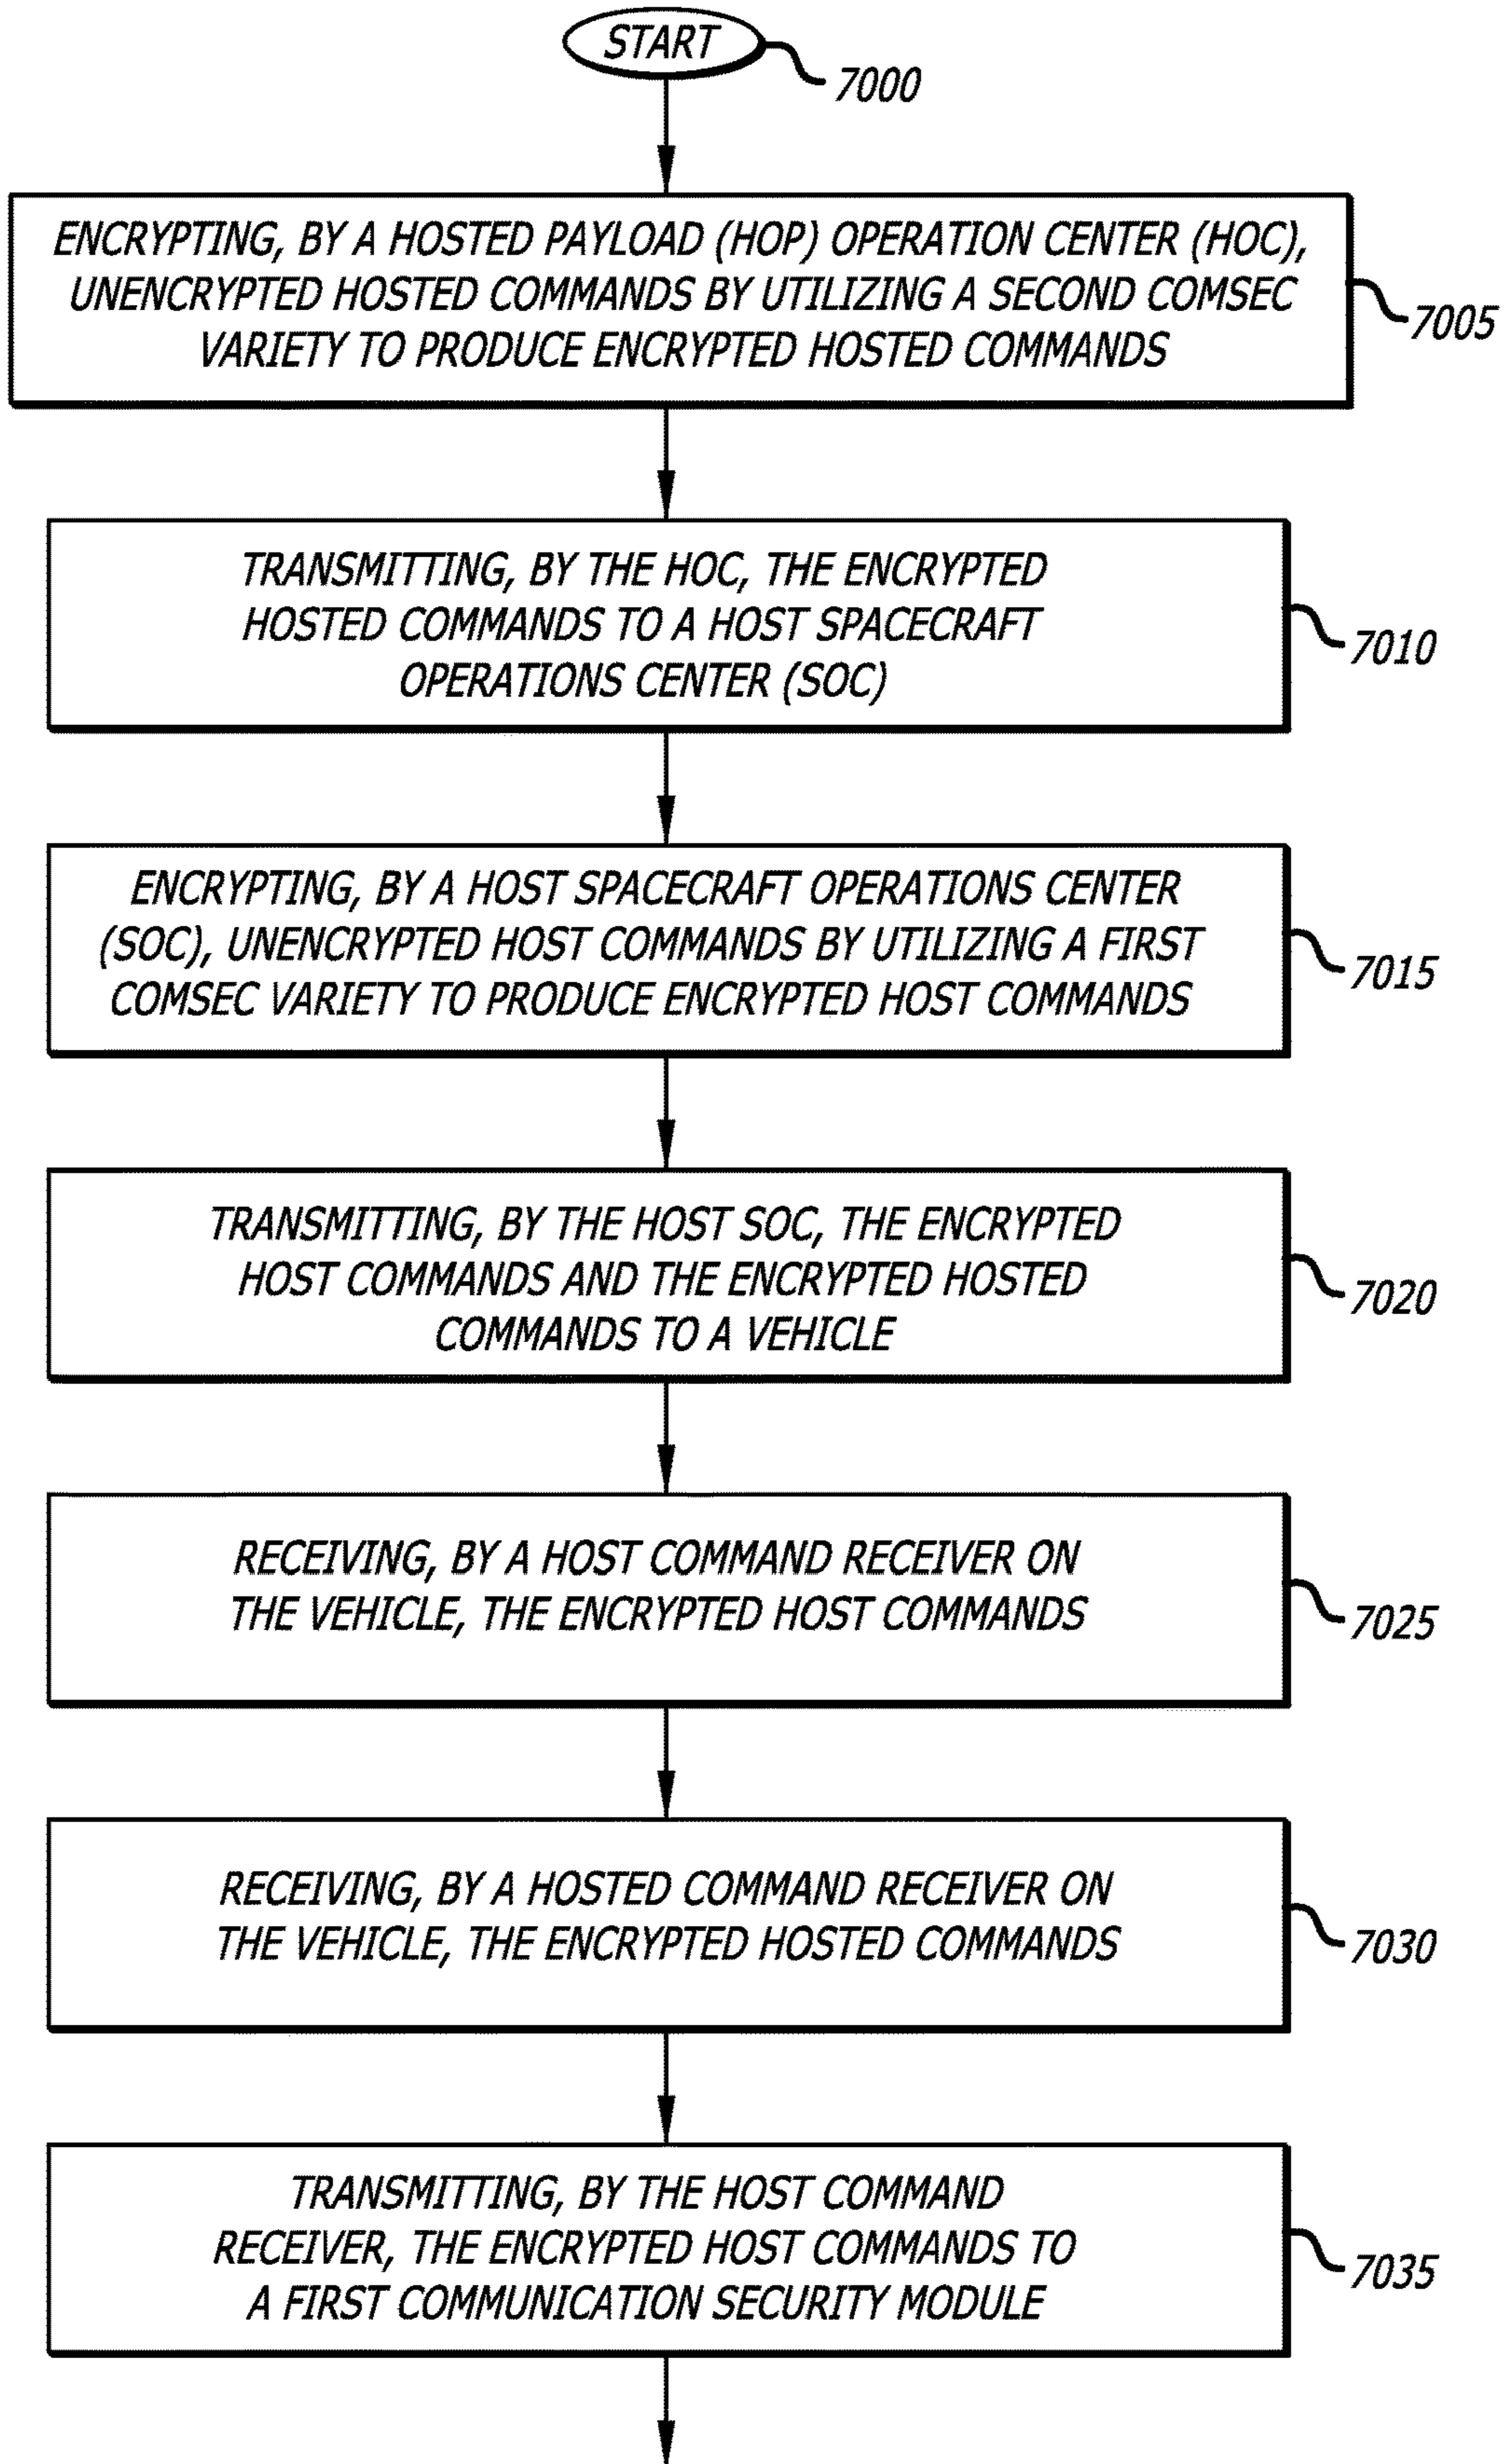 START
7000
ENCRYPTING, BY A HOSTED PAYLOAD (HOP) OPERATION CENTER (HOC),
UNENCRYPTED HOSTED COMMANDS BY UTILIZING A SECOND COMSEC
VARIETY TO PRODUCE ENCRYPTED HOSTED COMMANDS
7005
TRANSMITTING, BY THE HOC, THE ENCRYPTED
HOSTED COMMANDS TO A HOST SPACECRAFT
OPERATIONS CENTER (SOC)
7010
ENCRYPTING, BY A HOST SPACECRAFT OPERATIONS CENTER
(SOC), UNENCRYPTED HOST COMMANDS BY UTILIZING A FIRST
COMSEC VARIETY TO PRODUCE ENCRYPTED HOST COMMANDS
7015
TRANSMITTING, BY THE HOST SOC, THE ENCRYPTED
HOST COMMANDS AND THE ENCRYPTED HOSTED
COMMANDS TO A VEHICLE
7020
RECEIVING, BY A HOST COMMAND RECEIVER ON
THE VEHICLE, THE ENCRYPTED HOST COMMANDS
7025
RECEIVING, BY A HOSTED COMMAND RECEIVER ON
THE VEHICLE, THE ENCRYPTED HOSTED COMMANDS
7030
TRANSMITTING, BY THE HOST COMMAND
RECEIVER, THE ENCRYPTED HOST COMMANDS TO
A FIRST COMMUNICATION SECURITY MODULE
7035